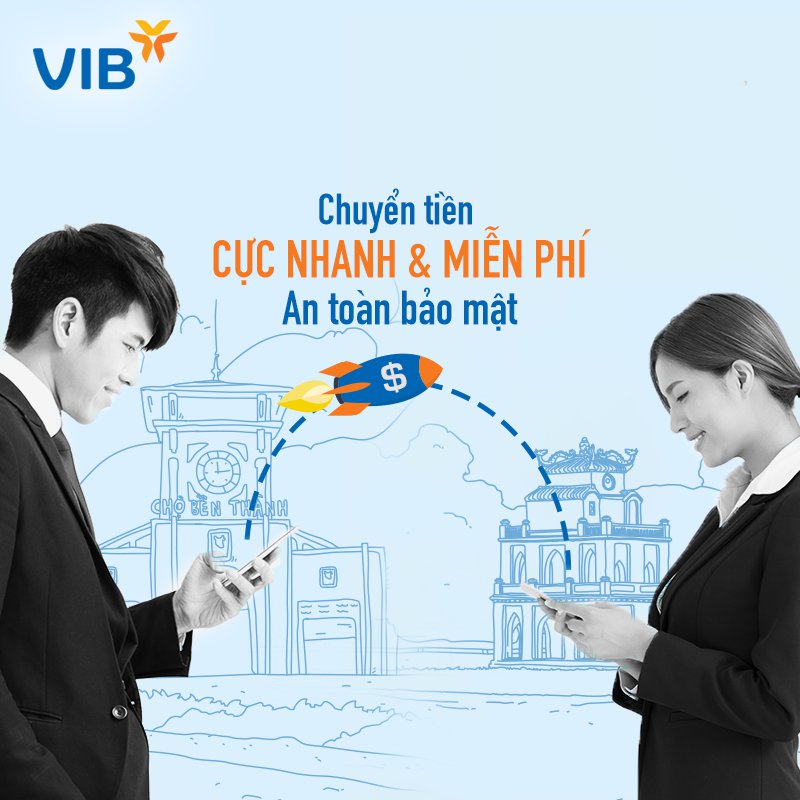 VIB
Chuyển tiền
CỰC NHANH & MIỄN PHÍ
An toàn bảo mật
$
CHỢ BẾN THÀNH